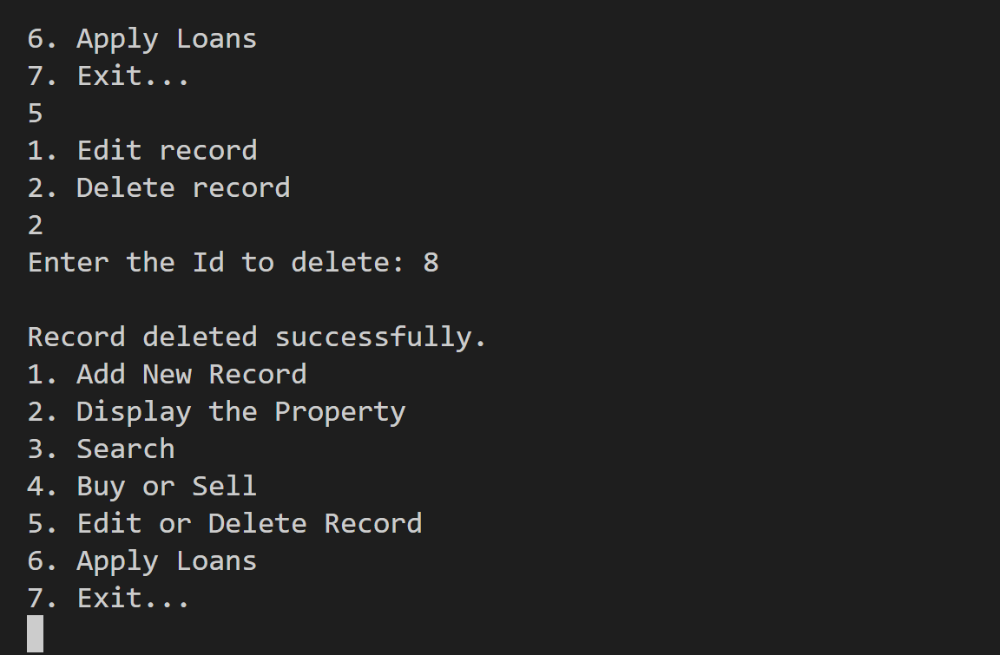 6. Apply Loans
7. Exit...
5
1. Edit record
2. Delete record
2
Enter the Id to delete: 8
Record deleted successfully.
1. Add New Record
2. Display the Property
3. Search
4. Buy or Sell
5. Edit or Delete Record
6. Apply Loans
7. Exit...